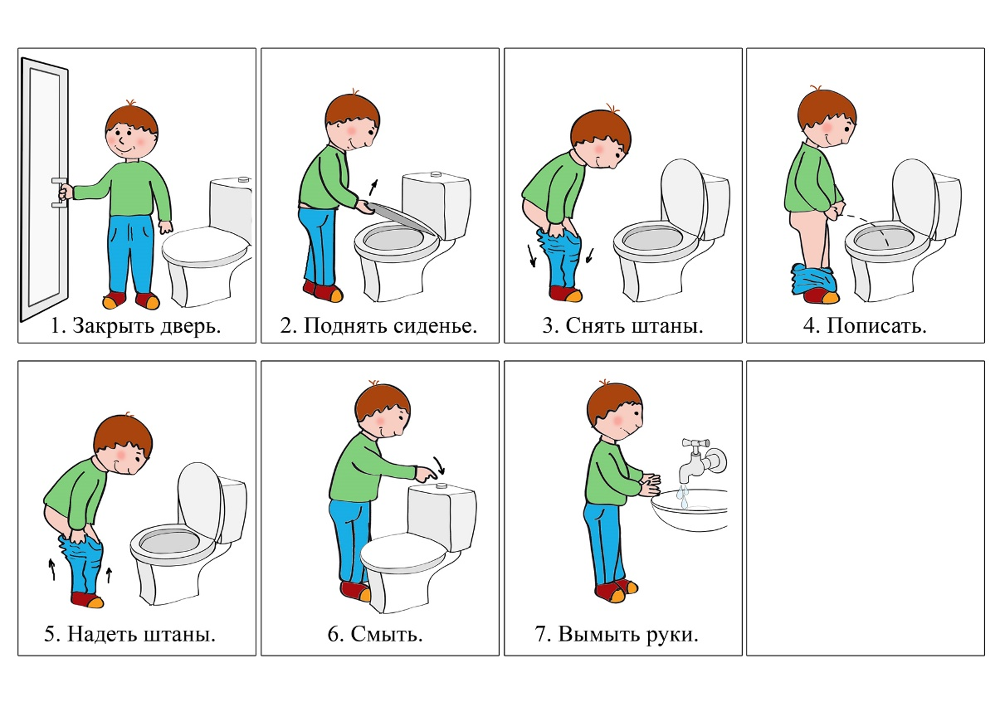 1. Закрыть дверь.
2. Поднять сиденье.
3. Снять штаны.
4. Пописать.
5. Надеть штаны.
6. Смыть.
7. Вымыть руки.